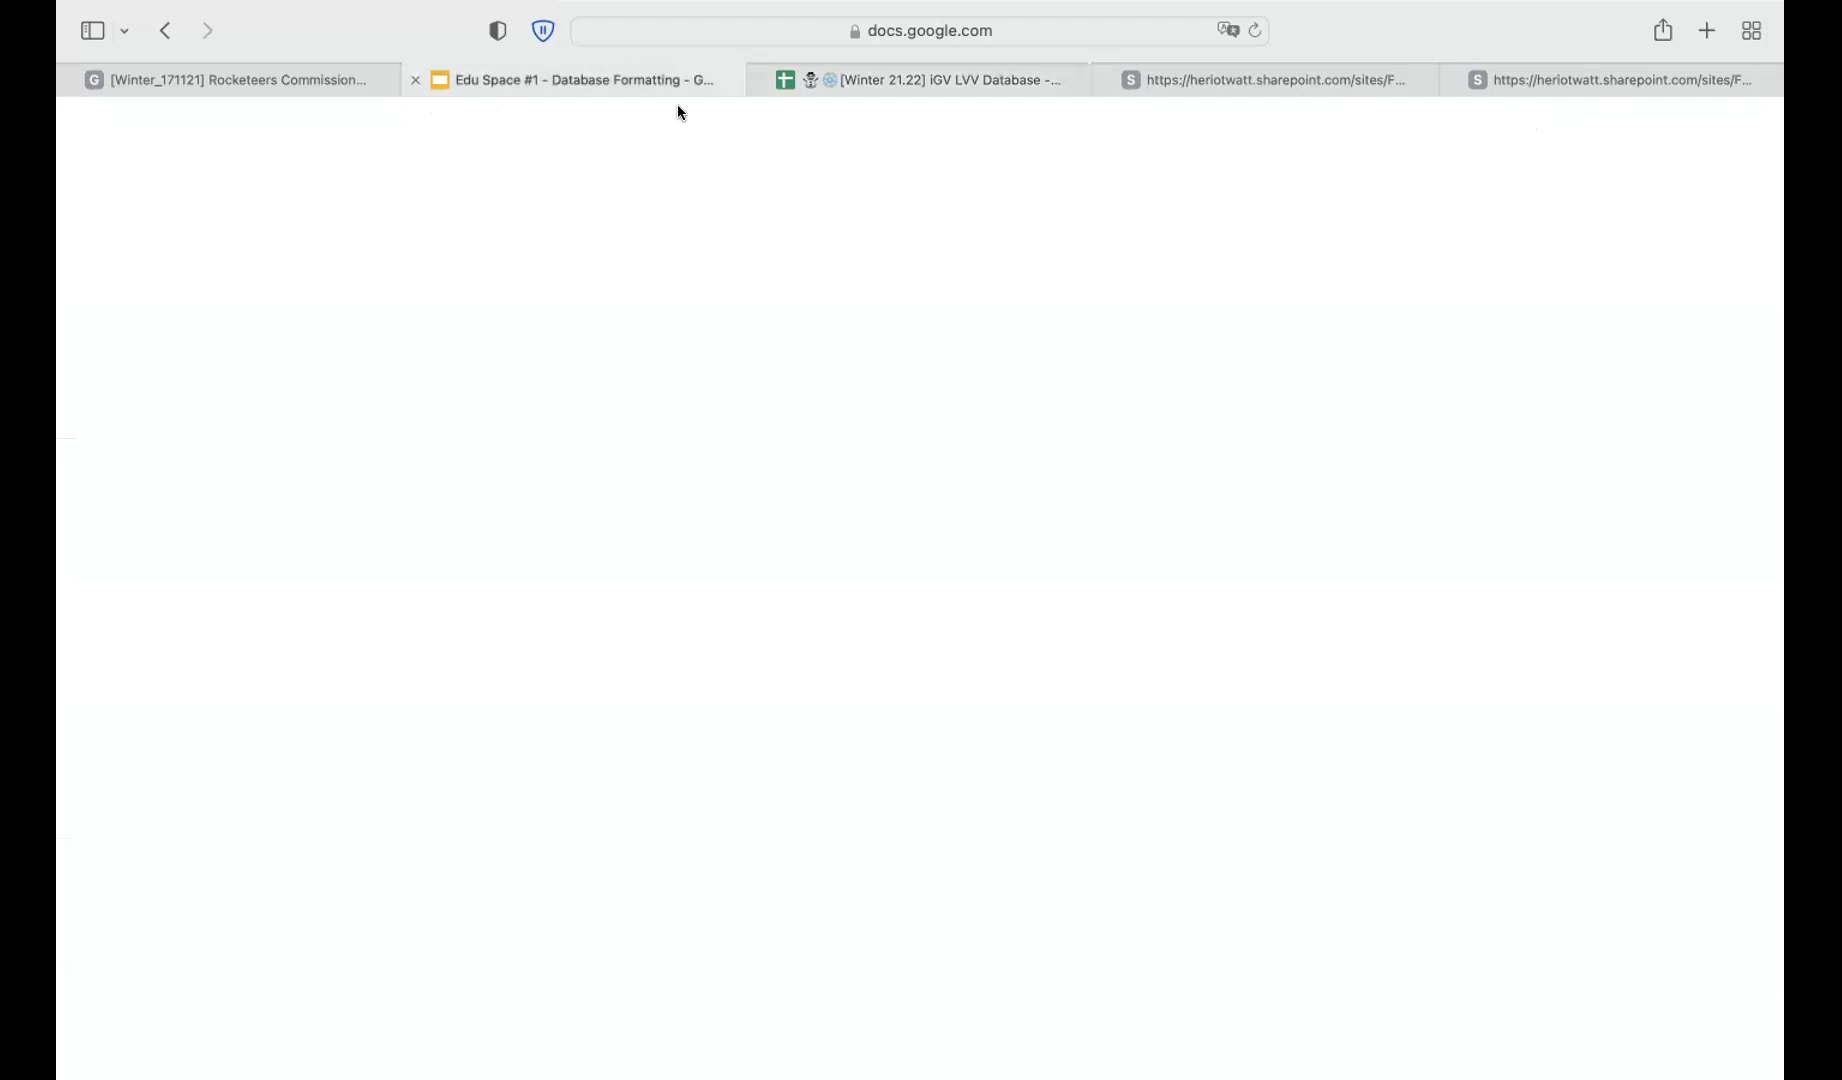 docs.google.com
[Winter_171121] Rocketeers Commission...
Edu Space #1 - Database Formatting - G...
[Winter 21.22] iGV LVV Database -...
https://heriotwatt.sharepoint.com/sites/F...
https://heriotwatt.sharepoint.com/sites/F...